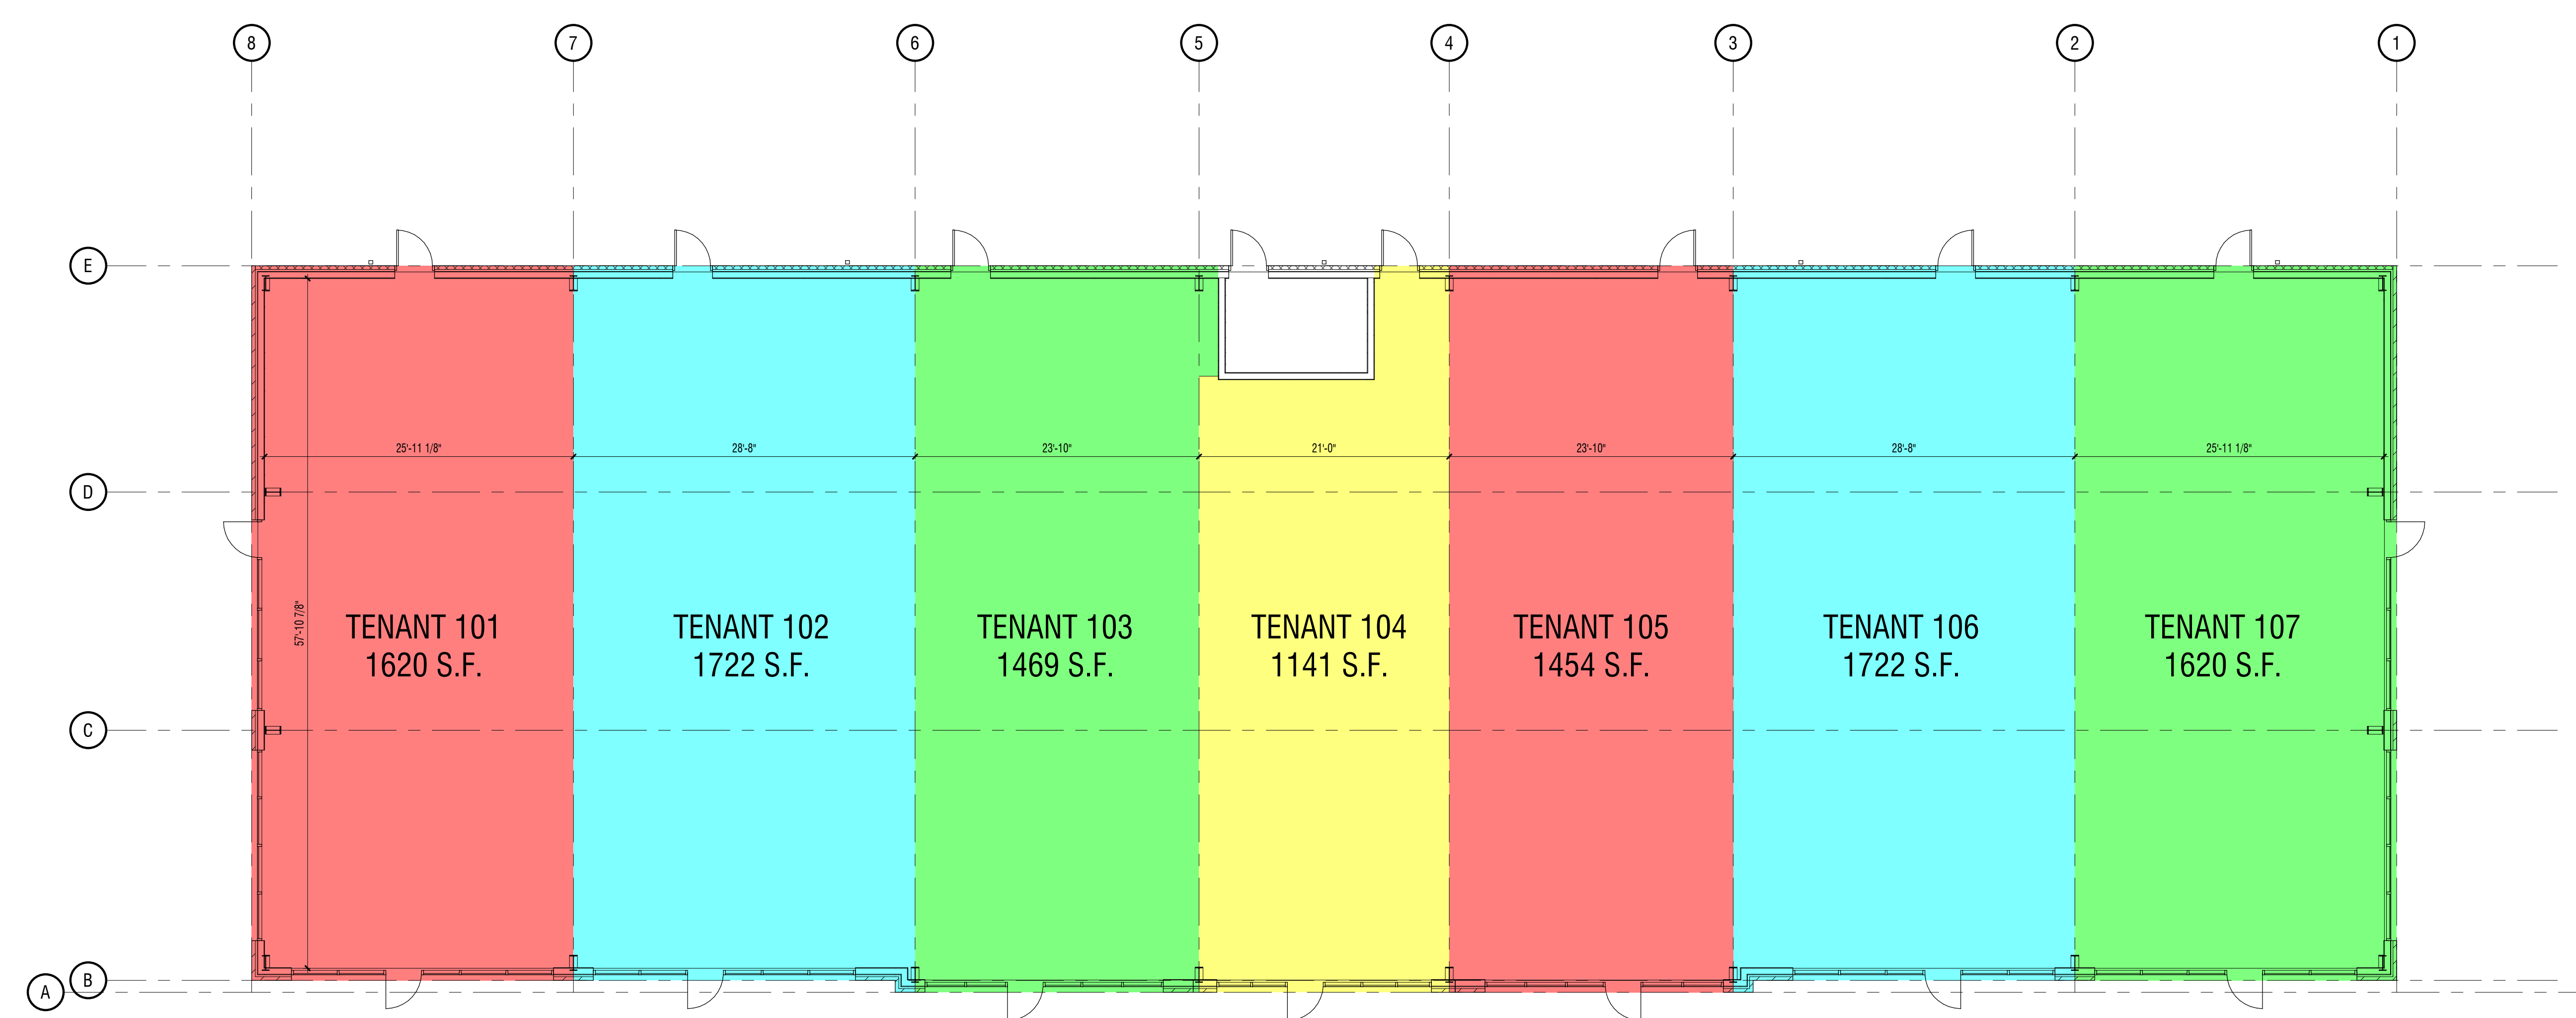 8 7 6 5 4 3 2 1
E
25'-11 1/8" 28'-8" 23'-10" 21'-0" 23'-10" 28'-8" 25'-11 1/8"
D
57'-10 7/8"
TENANT 101
1620 S.F.
TENANT 102
1722 S.F.
TENANT 103
1469 S.F.
TENANT 104
1141 S.F.
TENANT 105
1454 S.F.
TENANT 106
1722 S.F.
TENANT 107
1620 S.F.
C
B
A